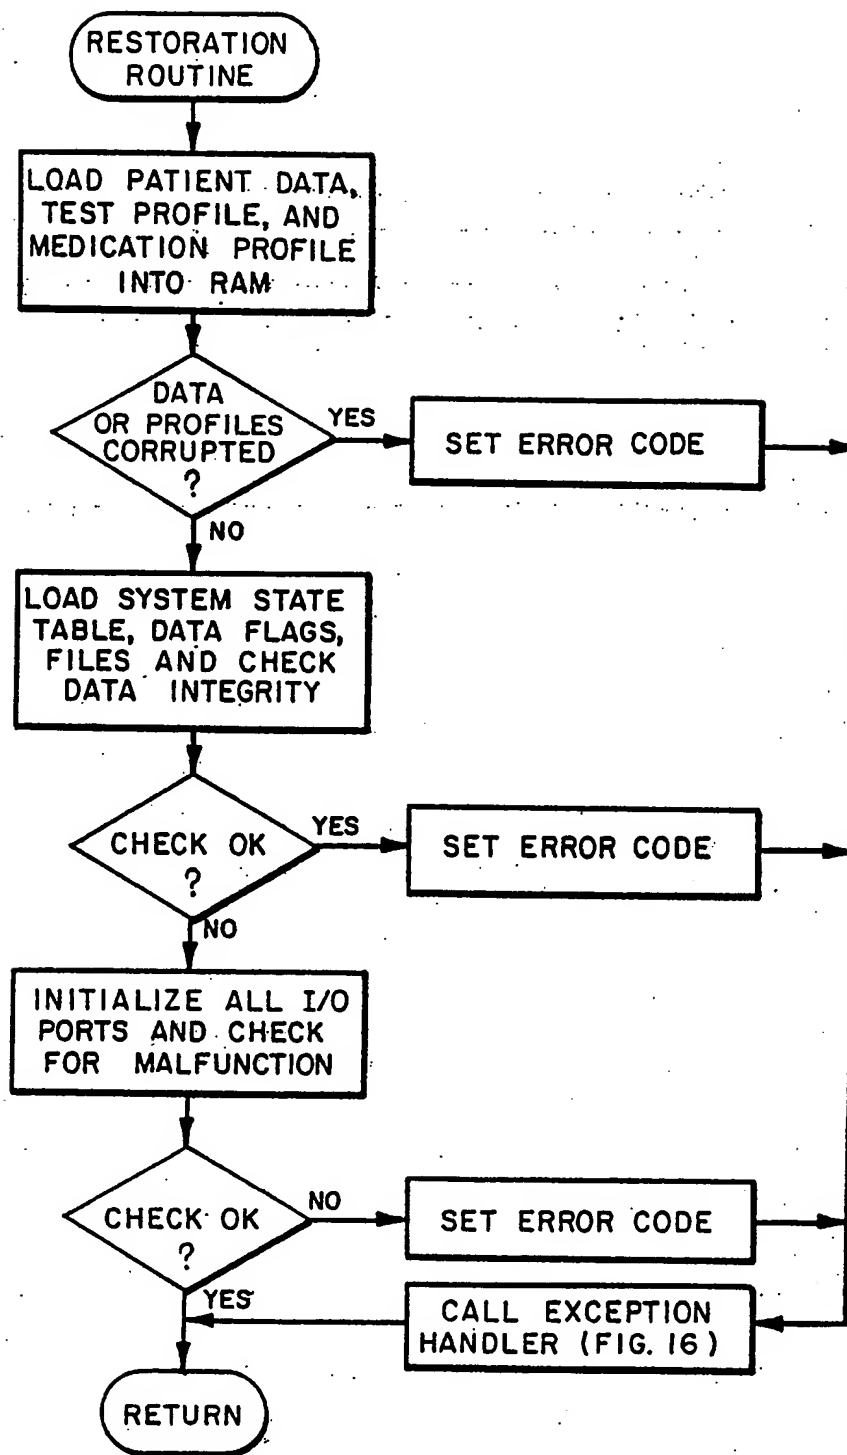 RESTORATION
ROUTINE
LOAD PATIENT DATA,
TEST PROFILE, AND
MEDICATION PROFILE
INTO RAM
DATA
OR PROFILES
CORRUPTED
?
YES
SET ERROR CODE
NO
LOAD SYSTEM STATE
TABLE, DATA FLAGS,
FILES AND CHECK
DATA INTEGRITY
CHECK OK
?
YES
SET ERROR CODE
NO
INITIALIZE ALL I/O
PORTS AND CHECK
FOR MALFUNCTION
CHECK OK
?
NO
SET ERROR CODE
YES
CALL EXCEPTION
HANDLER (FIG. 16)
RETURN